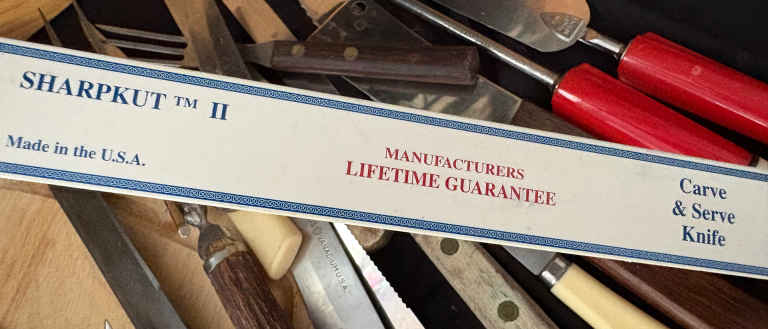 SHARPKUT ™ II
Made in the U.S.A.
MANUFACTURERS
LIFETIME GUARANTEE
Carve
& Serve
Knife